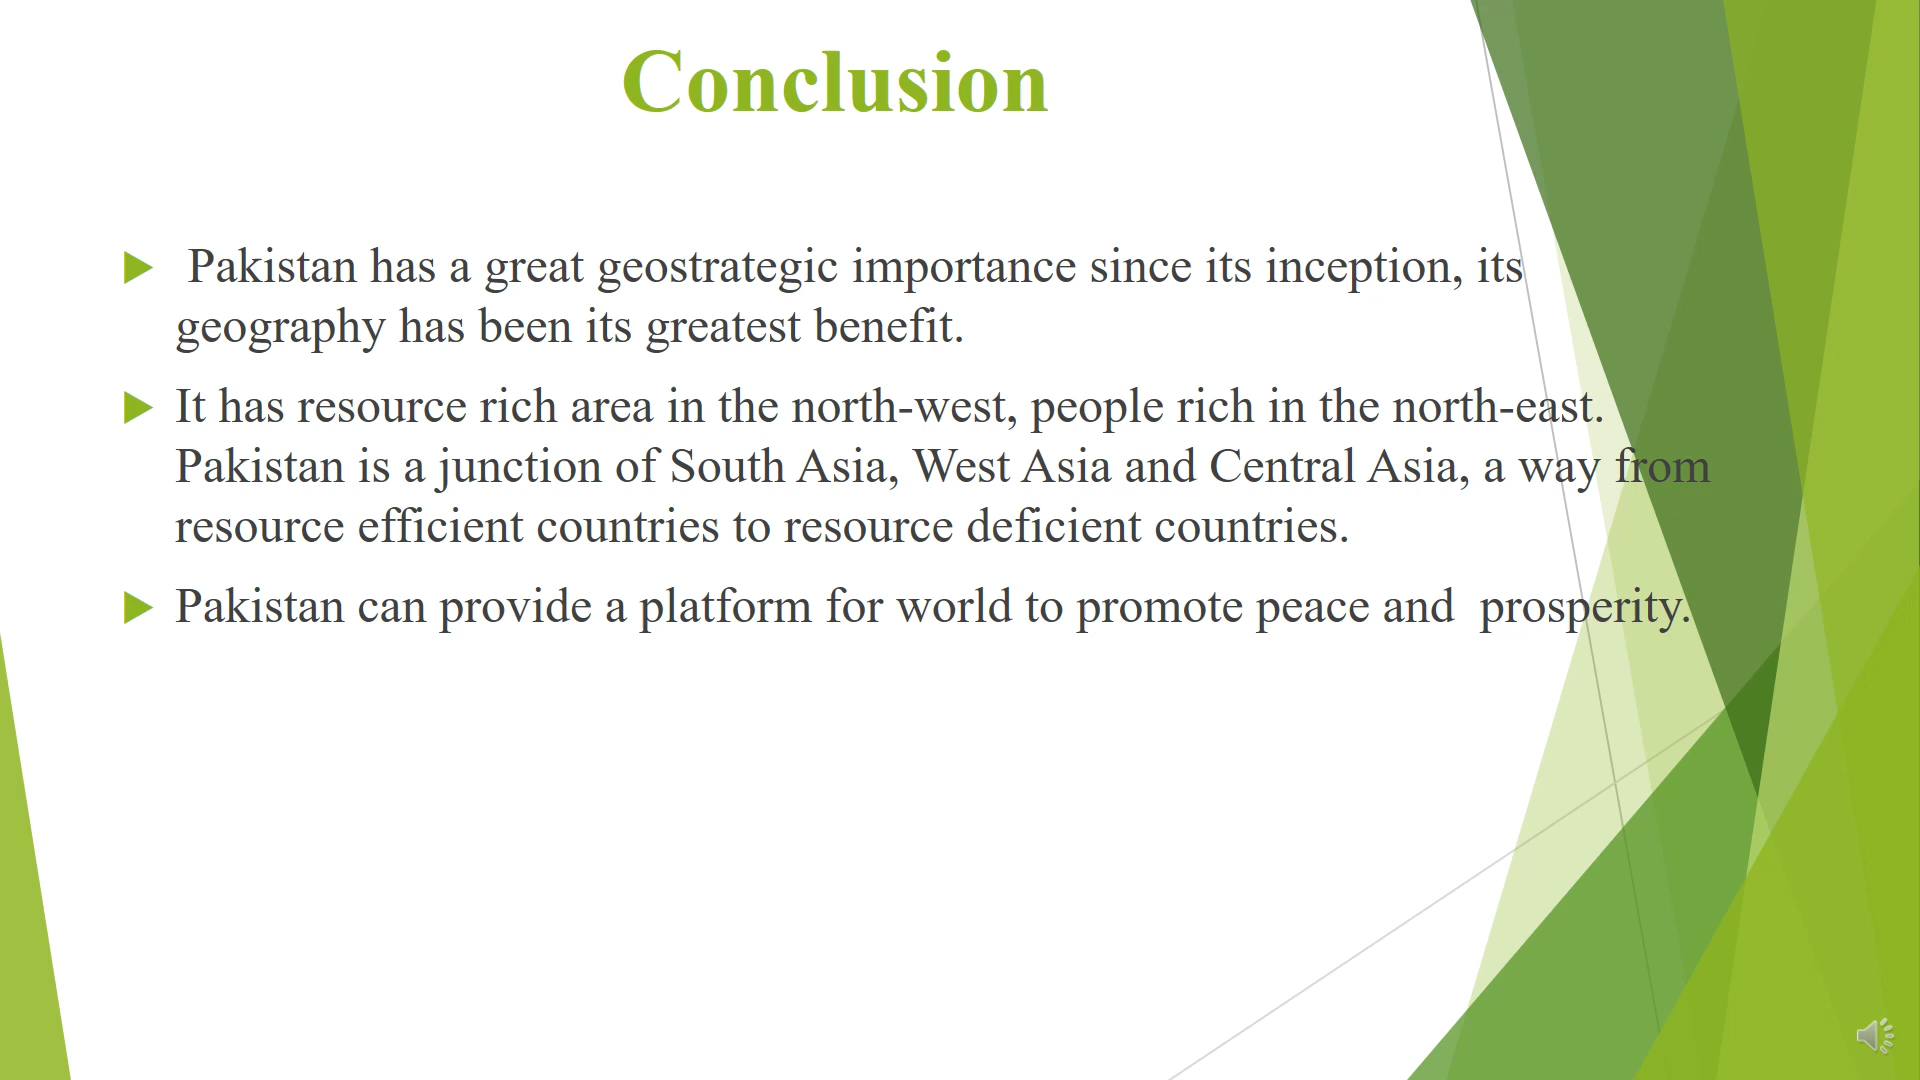 Conclusion
Pakistan has a great geostrategic importance since its inception, its
geography has been its greatest benefit.
It has resource rich area in the north-west, people rich in the north-east.
Pakistan is a junction of South Asia, West Asia and Central Asia, a way from
resource efficient countries to resource deficient countries.
Pakistan can provide a platform for world to promote peace and  prosperity.